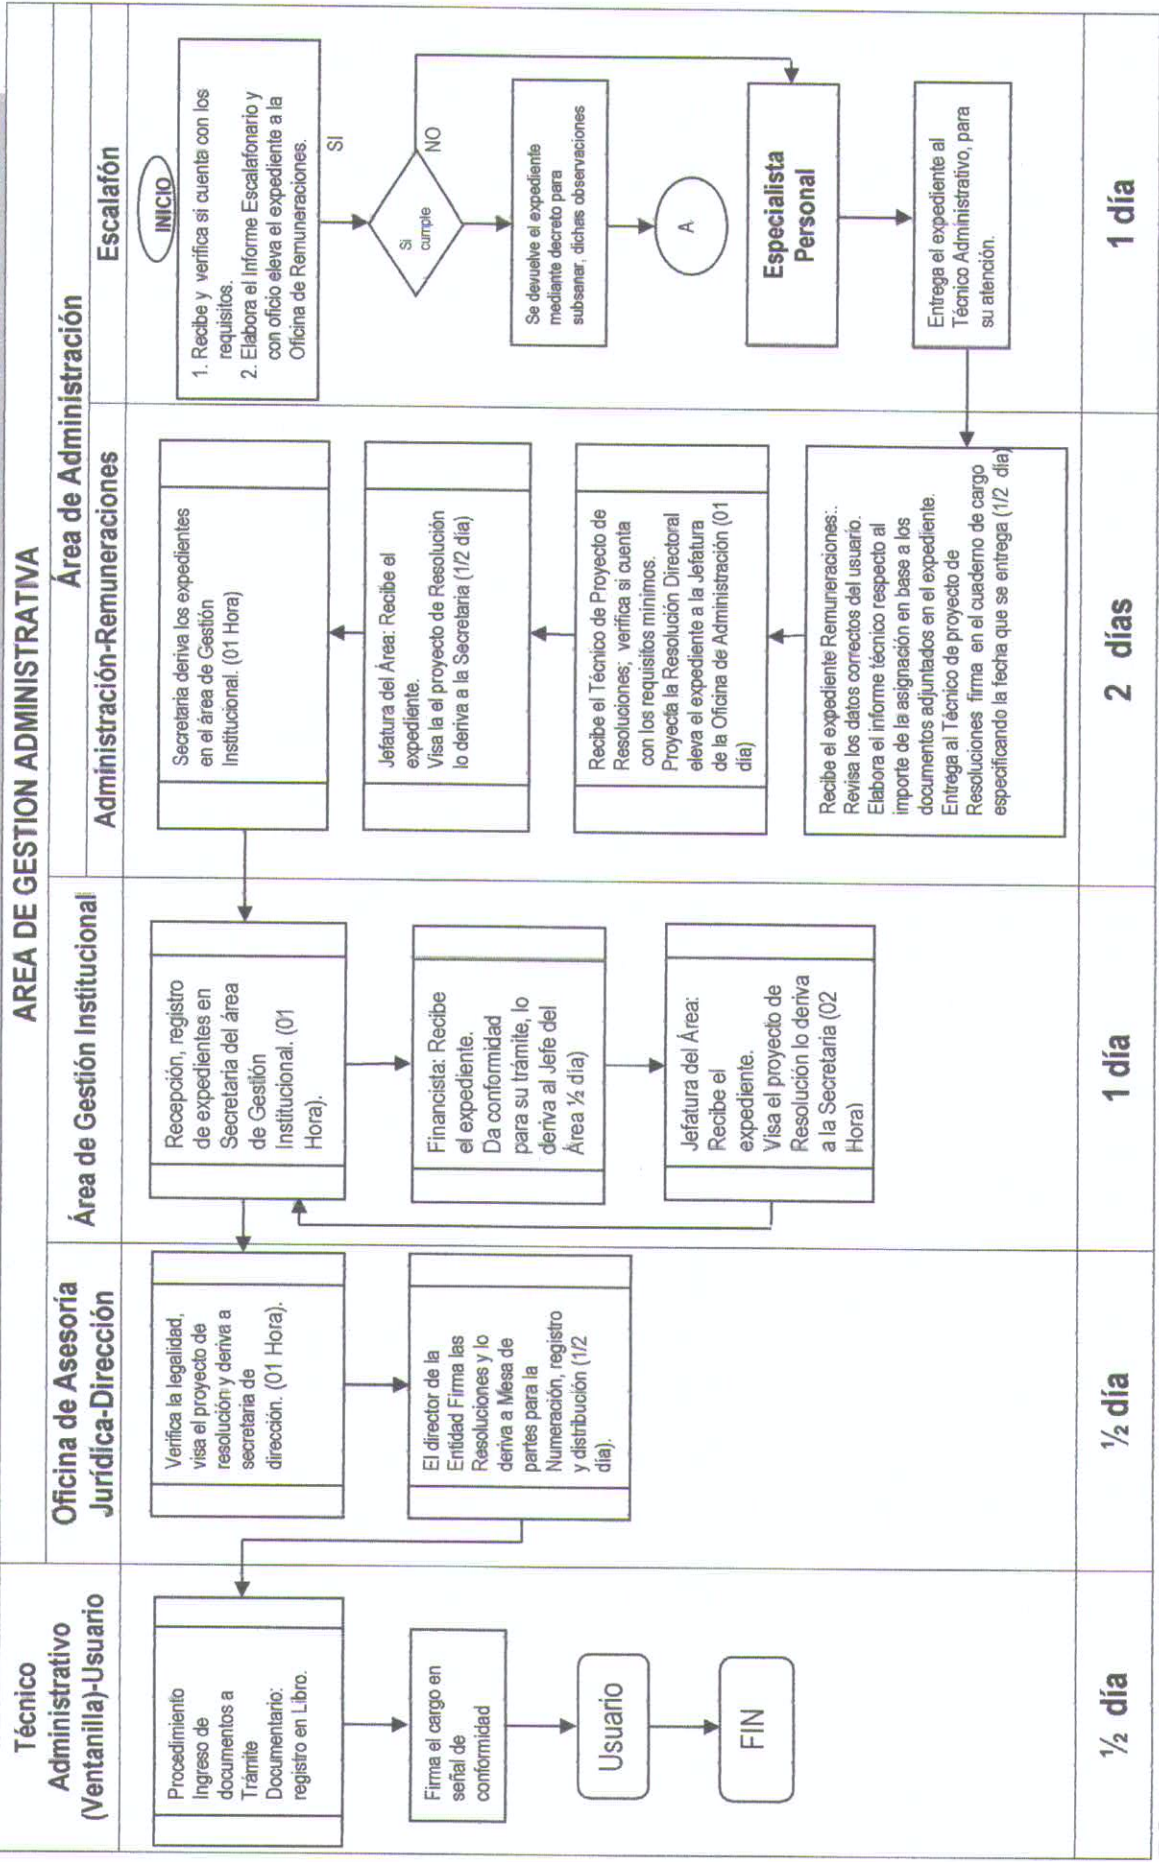 AREA DE GESTION ADMINISTRATIVA
Técnico
Administrativo
(Ventanilla)-Usuario
Oficina de Asesoría
Jurídica-Dirección
Área de Gestión Institucional
Área de Administración
Administración-Remuneraciones
Escalafón
Procedimiento
Ingreso de
documentos a
Trámite
Documentario:
registro en Libro.
Firma el cargo en
señal de
conformidad
Usuario
FIN
Verifica la legalidad,
visa el proyecto de
resolución y deriva a
secretaria de
dirección. (01 Hora).
El director de la
Entidad Firma las
Resoluciones y lo
deriva a Mesa de
partes para la
Numeración, registro
y distribución (1/2
día).
Recepción, registro
de expedientes en
Secretaria del área
de Gestión
Institucional. (01
Hora).
Financista: Recibe
el expediente.
Da conformidad
para su trámite, lo
deriva al Jefe del
Área ½ día)
Jefatura del Área:
Recibe el
expediente.
Visa el proyecto de
Resolución lo deriva
a la Secretaria (02
Hora)
Secretaria deriva los expedientes
en el área de Gestión
Institucional. (01 Hora)
Jefatura del Área: Recibe el
expediente.
Visa la el proyecto de Resolución
lo deriva a la Secretaria (1/2 día)
Recibe el Técnico de Proyecto de
Resoluciones; verifica si cuenta
con los requisitos mínimos.
Proyecta la Resolución Directoral
eleva el expediente a la Jefatura
de la Oficina de Administración (01
día)
Recibe el expediente Remuneraciones:.
Revisa los datos correctos del usuario.
Elabora el informe técnico respecto al
importe de la asignación en base a los
documentos adjuntados en el expediente.
Entrega al Técnico de proyecto de
Resoluciones firma en el cuaderno de cargo
especificando la fecha que se entrega (1/2 día)
INICIO
1. Recibe y verifica si cuenta con los
requisitos.
2. Elabora el Informe Escalafonario y
con oficio eleva el expediente a la
Oficina de Remuneraciones.
SI
Si
cumple
NO
Se devuelve el expediente
mediante decreto para
subsanar, dichas observaciones
A
Especialista
Personal
Entrega el expediente al
Técnico Administrativo, para
su atención.
½ día
½ día
1 día
2 días
1 día